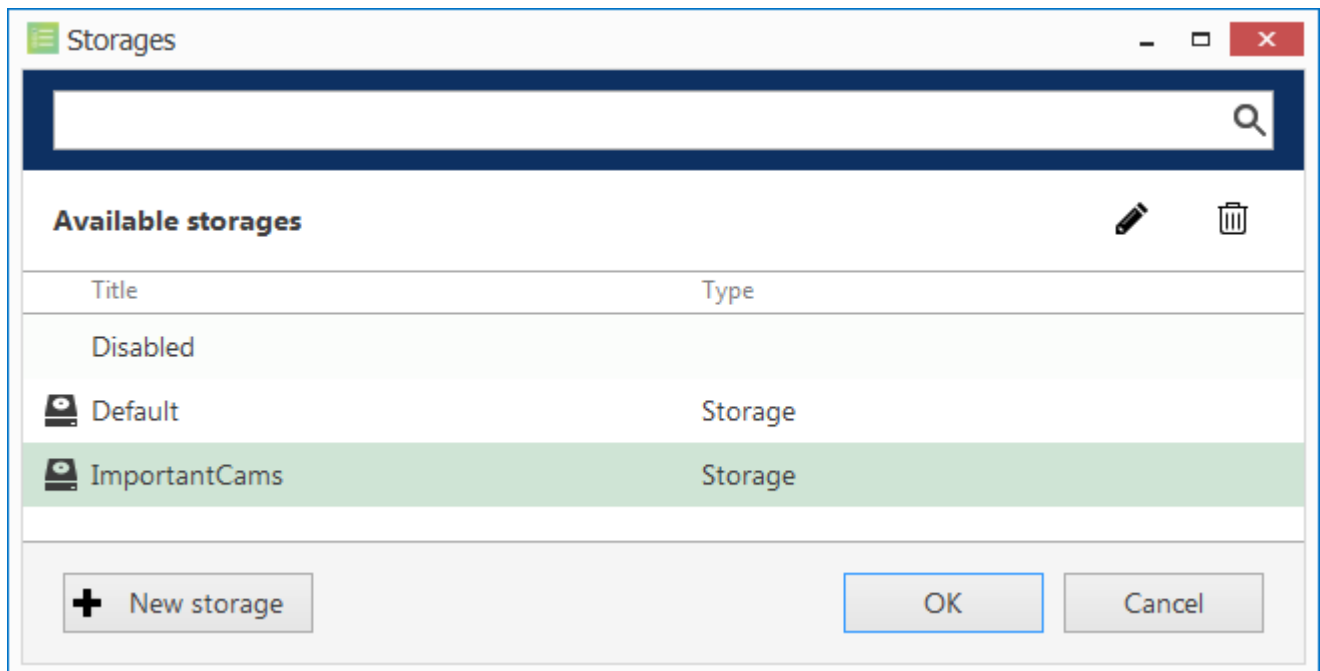 Storages
Available storages
Title Type
Disabled
Default Storage
ImportantCams Storage
New storage OK Cancel